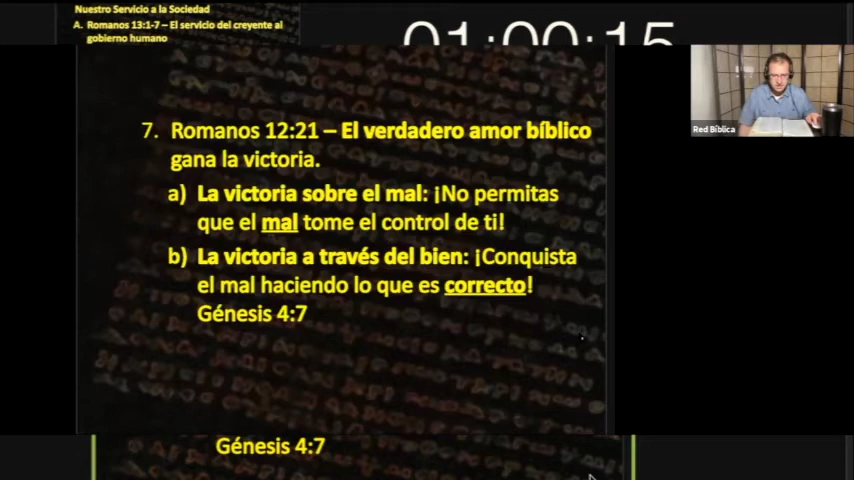 Nuestro Servicio a la Sociedad
A. Romanos 13:1-7 – El servicio del creyente al
gobierno humano
01:00:15
Red Bíblica
7. Romanos 12:21 – El verdadero amor bíblico
gana la victoria.
a) La victoria sobre el mal: ¡No permitas
que el mal tome el control de ti!
b) La victoria a través del bien: ¡Conquista
el mal haciendo lo que es correcto!
Génesis 4:7
Génesis 4:7